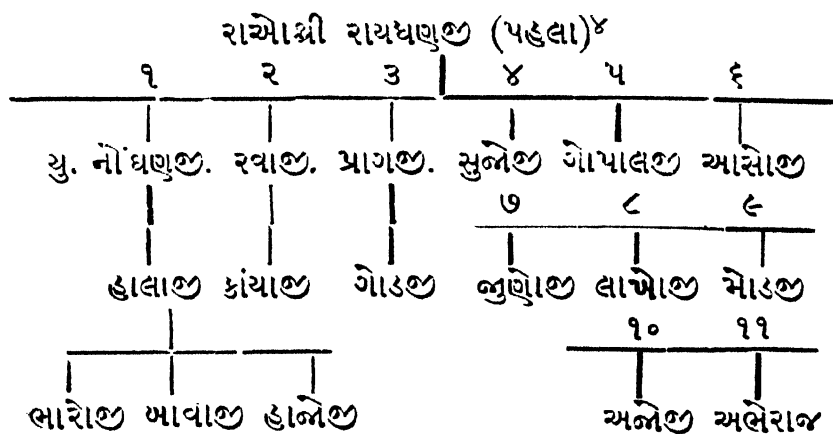 રાઓશ્રી રાયધણજી (પહલા)૪
૧ ૨ ૩ ૪ ૫ ૬
યુ. નોંઘણજી. રવાજી. પ્રાગજી. સુજોજી ગોપાલજી આસોજી
૭ ૮ ૯
હાલાજી કાંયાજી ગોડજી જુણોજી લાખોજી મોડજી
૧૦ ૧૧
ભારોજી ખાવાજી હાજોજી અજોજી અભેરાજ